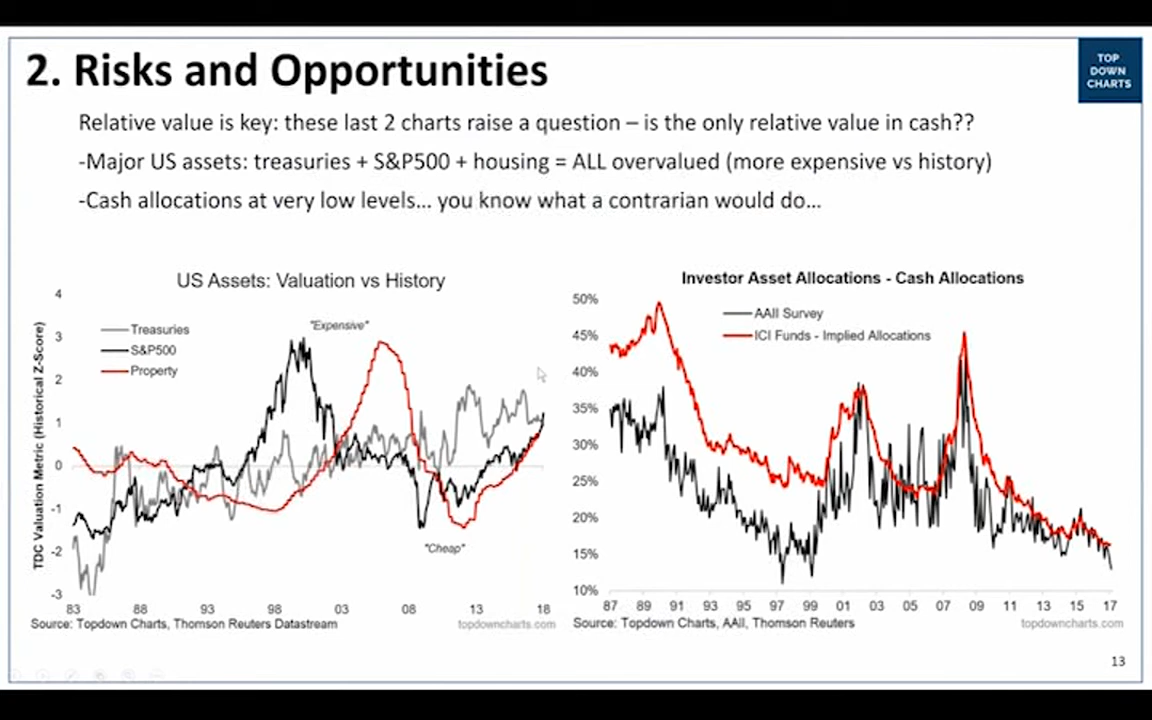 2. Risks and Opportunities
TOP
DOWN
CHARTS
Relative value is key: these last 2 charts raise a question – is the only relative value in cash??
-Major US assets: treasuries + S&P500 + housing = ALL overvalued (more expensive vs history)
-Cash allocations at very low levels... you know what a contrarian would do...
US Assets: Valuation vs History
TDC Valuation Metric (Historical Z-Score)
4
3
2
1
0
-1
-2
-3
Treasuries
S&P500
Property
"Expensive"
"Cheap"
83 88 93 98 03 08 13 18
Source: Topdown Charts, Thomson Reuters Datastream
topdowncharts.com
Investor Asset Allocations - Cash Allocations
50%
45%
40%
35%
30%
25%
20%
15%
10%
AAII Survey
ICI Funds - Implied Allocations
87 89 91 93 95 97 99 01 03 05 07 09 11 13 15 17
Source: Topdown Charts, AAII, Thomson Reuters
topdowncharts.com
13